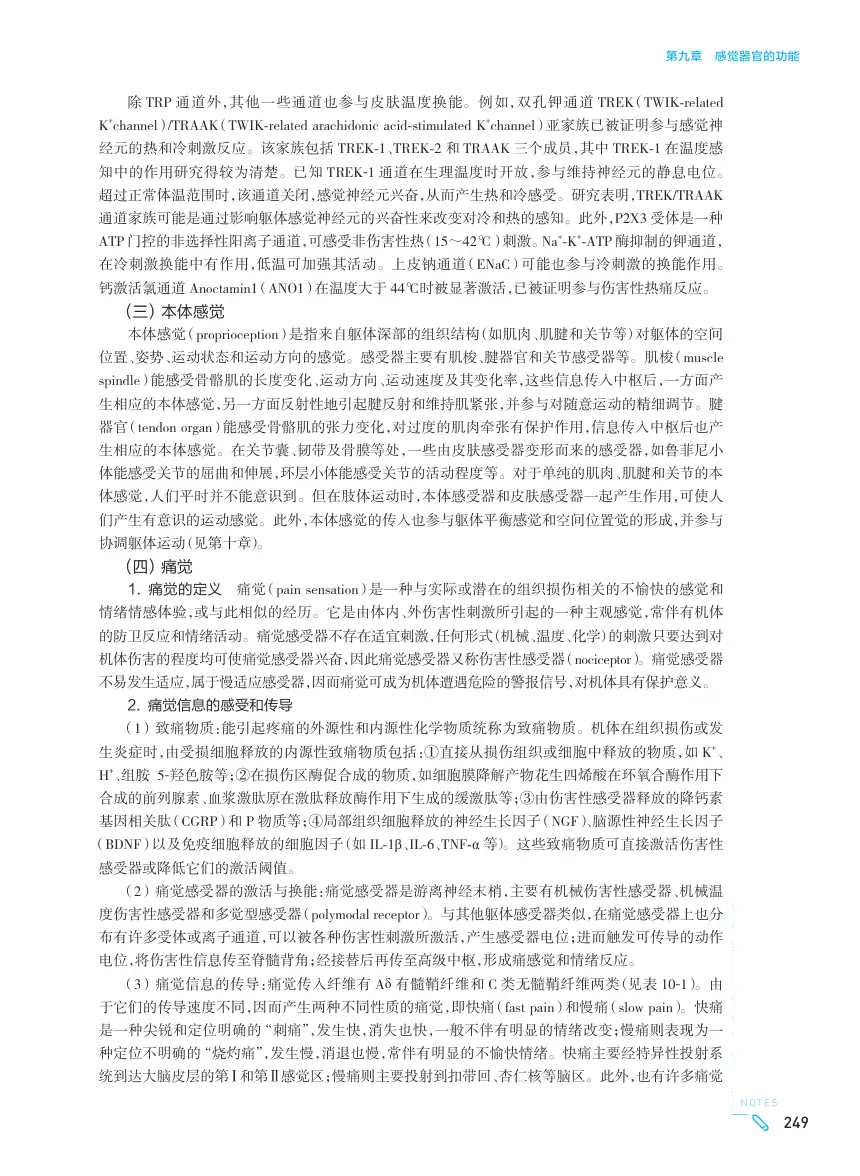 第九章 感觉器官的功能
除 TRP 通道外,其他一些通道也参与皮肤温度换能。例如,双孔钾通道 TREK(TWIK-related
K⁺channel)/TRAAK(TWIK-related arachidonic acid-stimulated K⁺channel)亚家族已被证明参与感觉神
经元的热和冷刺激反应。该家族包括 TREK-1、TREK-2 和 TRAAK 三个成员,其中 TREK-1 在温度感
知中的作用研究得较为清楚。已知 TREK-1 通道在生理温度时开放,参与维持神经元的静息电位。
超过正常体温范围时,该通道关闭,感觉神经元兴奋,从而产生热和冷感受。研究表明,TREK/TRAAK
通道家族可能是通过影响躯体感觉神经元的兴奋性来改变对冷和热的感知。此外,P2X3 受体是一种
ATP 门控的非选择性阳离子通道,可感受非伤害性热(15～42℃)刺激。Na⁺-K⁺-ATP 酶抑制的钾通道,
在冷刺激换能中有作用,低温可加强其活动。上皮钠通道(ENaC)可能也参与冷刺激的换能作用。
钙激活氯通道 Anoctamin1(ANO1)在温度大于 44℃时被显著激活,已被证明参与伤害性热痛反应。
(三)本体感觉
本体感觉(proprioception)是指来自躯体深部的组织结构(如肌肉、肌腱和关节等)对躯体的空间
位置、姿势、运动状态和运动方向的感觉。感受器主要有肌梭、腱器官和关节感受器等。肌梭(muscle
spindle)能感受骨骼肌的长度变化、运动方向、运动速度及其变化率,这些信息传入中枢后,一方面产
生相应的本体感觉,另一方面反射性地引起腱反射和维持肌紧张,并参与对随意运动的精细调节。腱
器官(tendon organ)能感受骨骼肌的张力变化,对过度的肌肉牵张有保护作用,信息传入中枢后也产
生相应的本体感觉。在关节囊、韧带及骨膜等处,一些由皮肤感受器变形而来的感受器,如鲁菲尼小
体能感受关节的屈曲和伸展,环层小体能感受关节的活动程度等。对于单纯的肌肉、肌腱和关节的本
体感觉,人们平时并不能意识到。但在肢体运动时,本体感受器和皮肤感受器一起产生作用,可使人
们产生有意识的运动感觉。此外,本体感觉的传入也参与躯体平衡感觉和空间位置觉的形成,并参与
协调躯体运动(见第十章)。
(四)痛觉
1. 痛觉的定义 痛觉(pain sensation)是一种与实际或潜在的组织损伤相关的不愉快的感觉和
情绪情感体验,或与此相似的经历。它是由体内、外伤害性刺激所引起的一种主观感觉,常伴有机体
的防卫反应和情绪活动。痛觉感受器不存在适宜刺激,任何形式(机械、温度、化学)的刺激只要达到对
机体伤害的程度均可使痛觉感受器兴奋,因此痛觉感受器又称伤害性感受器(nociceptor)。痛觉感受器
不易发生适应,属于慢适应感受器,因而痛觉可成为机体遭遇危险的警报信号,对机体具有保护意义。
2. 痛觉信息的感受和传导
(1)致痛物质:能引起疼痛的外源性和内源性化学物质统称为致痛物质。机体在组织损伤或发
生炎症时,由受损细胞释放的内源性致痛物质包括:①直接从损伤组织或细胞中释放的物质,如 K⁺、
H⁺、组胺 5-羟色胺等;②在损伤区酶促合成的物质,如细胞膜降解产物花生四烯酸在环氧合酶作用下
合成的前列腺素、血浆激肽原在激肽释放酶作用下生成的缓激肽等;③由伤害性感受器释放的降钙素
基因相关肽(CGRP)和 P 物质等;④局部组织细胞释放的神经生长因子(NGF)、脑源性神经生长因子
(BDNF)以及免疫细胞释放的细胞因子(如 IL-1β、IL-6、TNF-α 等)。这些致痛物质可直接激活伤害性
感受器或降低它们的激活阈值。
(2)痛觉感受器的激活与换能:痛觉感受器是游离神经末梢,主要有机械伤害性感受器、机械温
度伤害性感受器和多觉型感受器(polymodal receptor)。与其他躯体感受器类似,在痛觉感受器上也分
布有许多受体或离子通道,可以被各种伤害性刺激所激活,产生感受器电位;进而触发可传导的动作
电位,将伤害性信息传至脊髓背角;经接替后再传至高级中枢,形成痛感觉和情绪反应。
(3)痛觉信息的传导:痛觉传入纤维有 Aδ 有髓鞘纤维和 C 类无髓鞘纤维两类(见表 10-1)。由
于它们的传导速度不同,因而产生两种不同性质的痛觉,即快痛(fast pain)和慢痛(slow pain)。快痛
是一种尖锐和定位明确的“刺痛”,发生快,消失也快,一般不伴有明显的情绪改变;慢痛则表现为一
种定位不明确的“烧灼痛”,发生慢,消退也慢,常伴有明显的不愉快情绪。快痛主要经特异性投射系
统到达大脑皮层的第Ⅰ和第Ⅱ感觉区;慢痛则主要投射到扣带回、杏仁核等脑区。此外,也有许多痛觉
NOTES
249